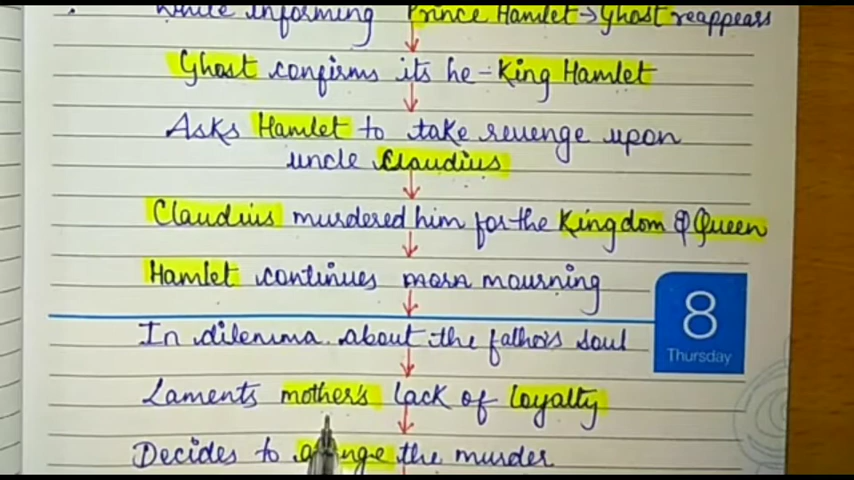 While informing Prince Hamlet → Ghost reappears
Ghost confirms its he - King Hamlet
Asks Hamlet to take revenge upon
uncle Claudius
Claudius murdered him for the Kingdom & Queen
Hamlet continues morn mourning
In dilemma about the father's soul
Laments mother's lack of loyalty
Decides to the murder
8
Thursday